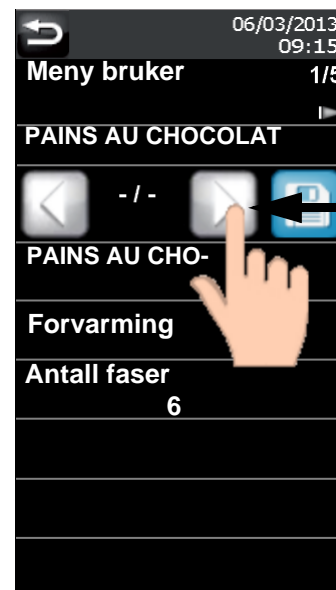 06/03/2013
09:15
Meny bruker 1/5
PAINS AU CHOCOLAT
- / -
PAINS AU CHO-
Forvarming
Antall faser
6